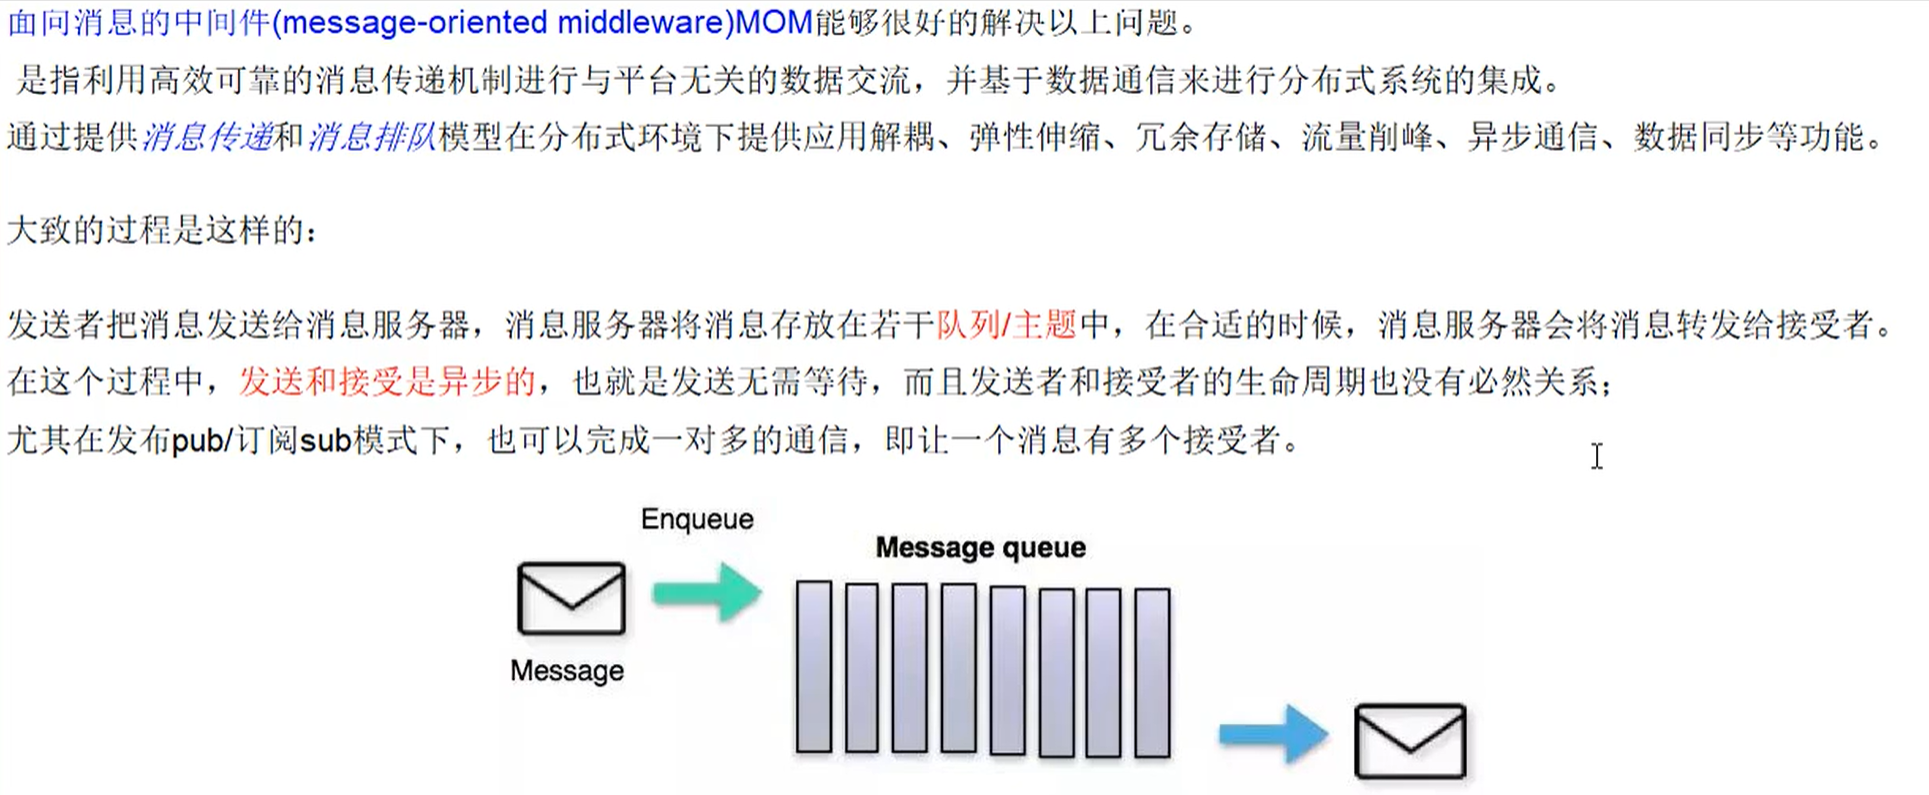 面向消息的中间件(message-oriented middleware)MOM能够很好的解决以上问题。
是指利用高效可靠的消息传递机制进行与平台无关的数据交流，并基于数据通信来进行分布式系统的集成。
通过提供消息传递和消息排队模型在分布式环境下提供应用解耦、弹性伸缩、冗余存储、流量削峰、异步通信、数据同步等功能。
大致的过程是这样的：
发送者把消息发送给消息服务器，消息服务器将消息存放在若干队列/主题中，在合适的时候，消息服务器会将消息转发给接受者。
在这个过程中，发送和接受是异步的，也就是发送无需等待，而且发送者和接受者的生命周期也没有必然关系；
尤其在发布pub/订阅sub模式下，也可以完成一对多的通信，即让一个消息有多个接受者。
Enqueue
Message queue
Message